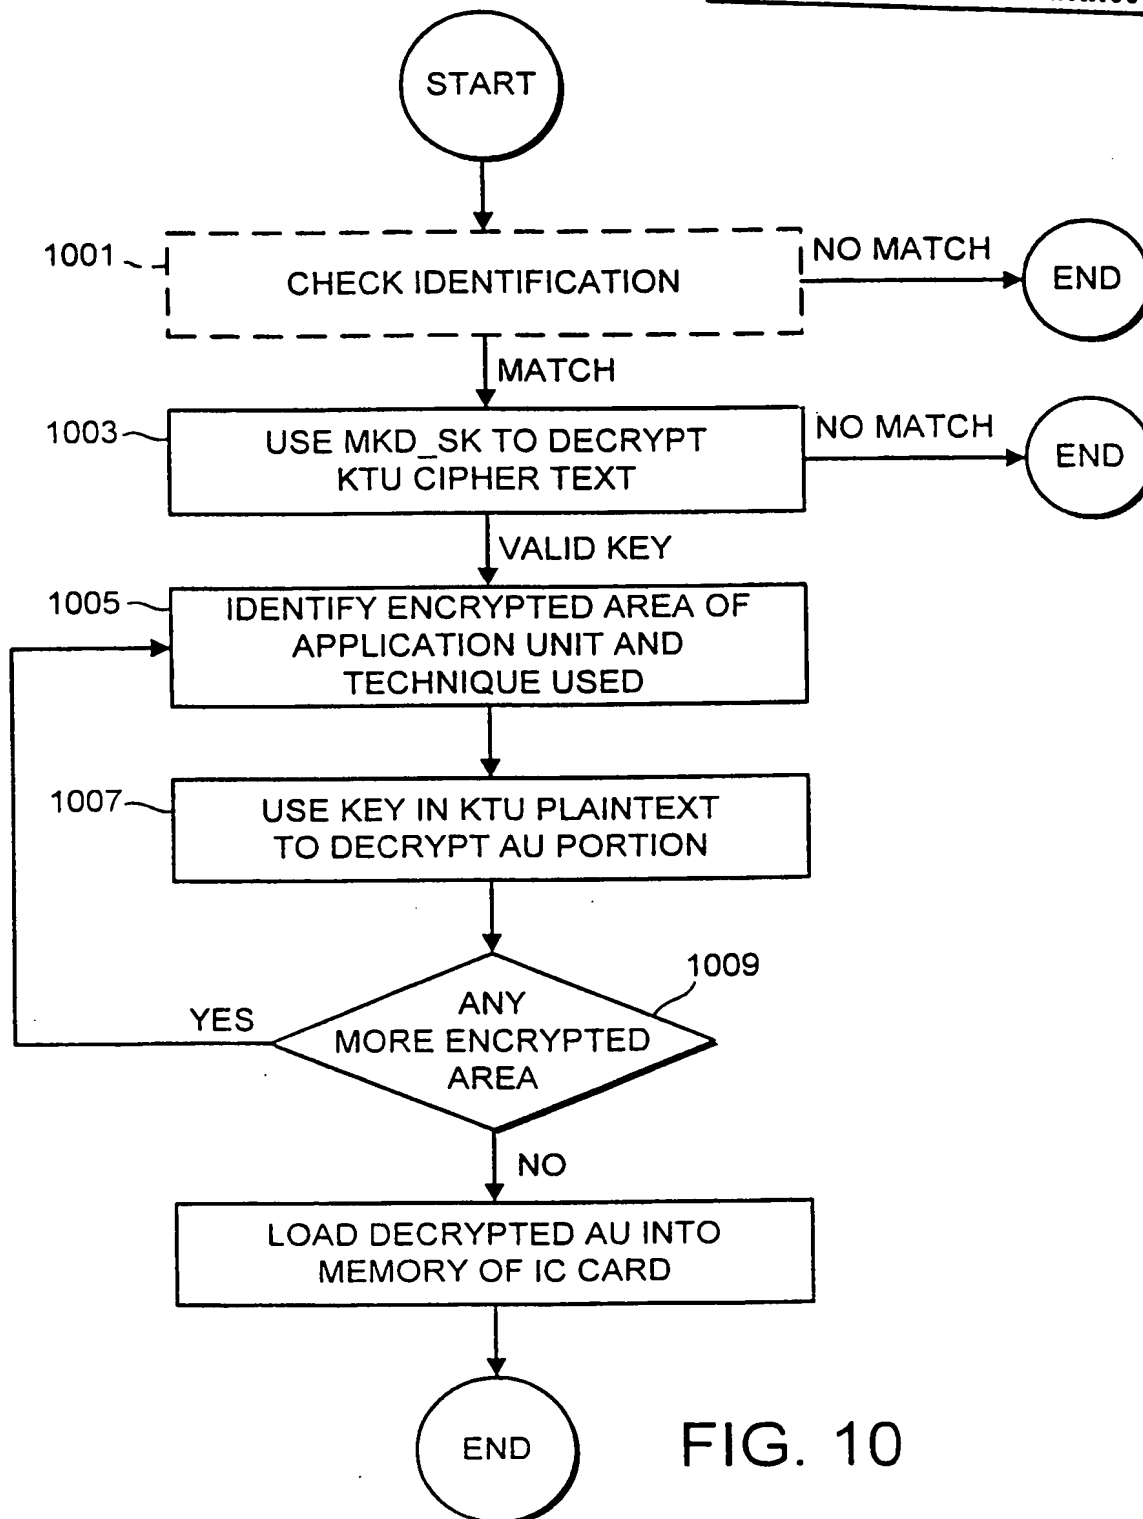 START
1001
CHECK IDENTIFICATION
NO MATCH
END
MATCH
1003
USE MKD_SK TO DECRYPT
KTU CIPHER TEXT
NO MATCH
END
VALID KEY
1005
IDENTIFY ENCRYPTED AREA OF
APPLICATION UNIT AND
TECHNIQUE USED
1007
USE KEY IN KTU PLAINTEXT
TO DECRYPT AU PORTION
1009
ANY
MORE ENCRYPTED
AREA
YES
NO
LOAD DECRYPTED AU INTO
MEMORY OF IC CARD
END
FIG. 10